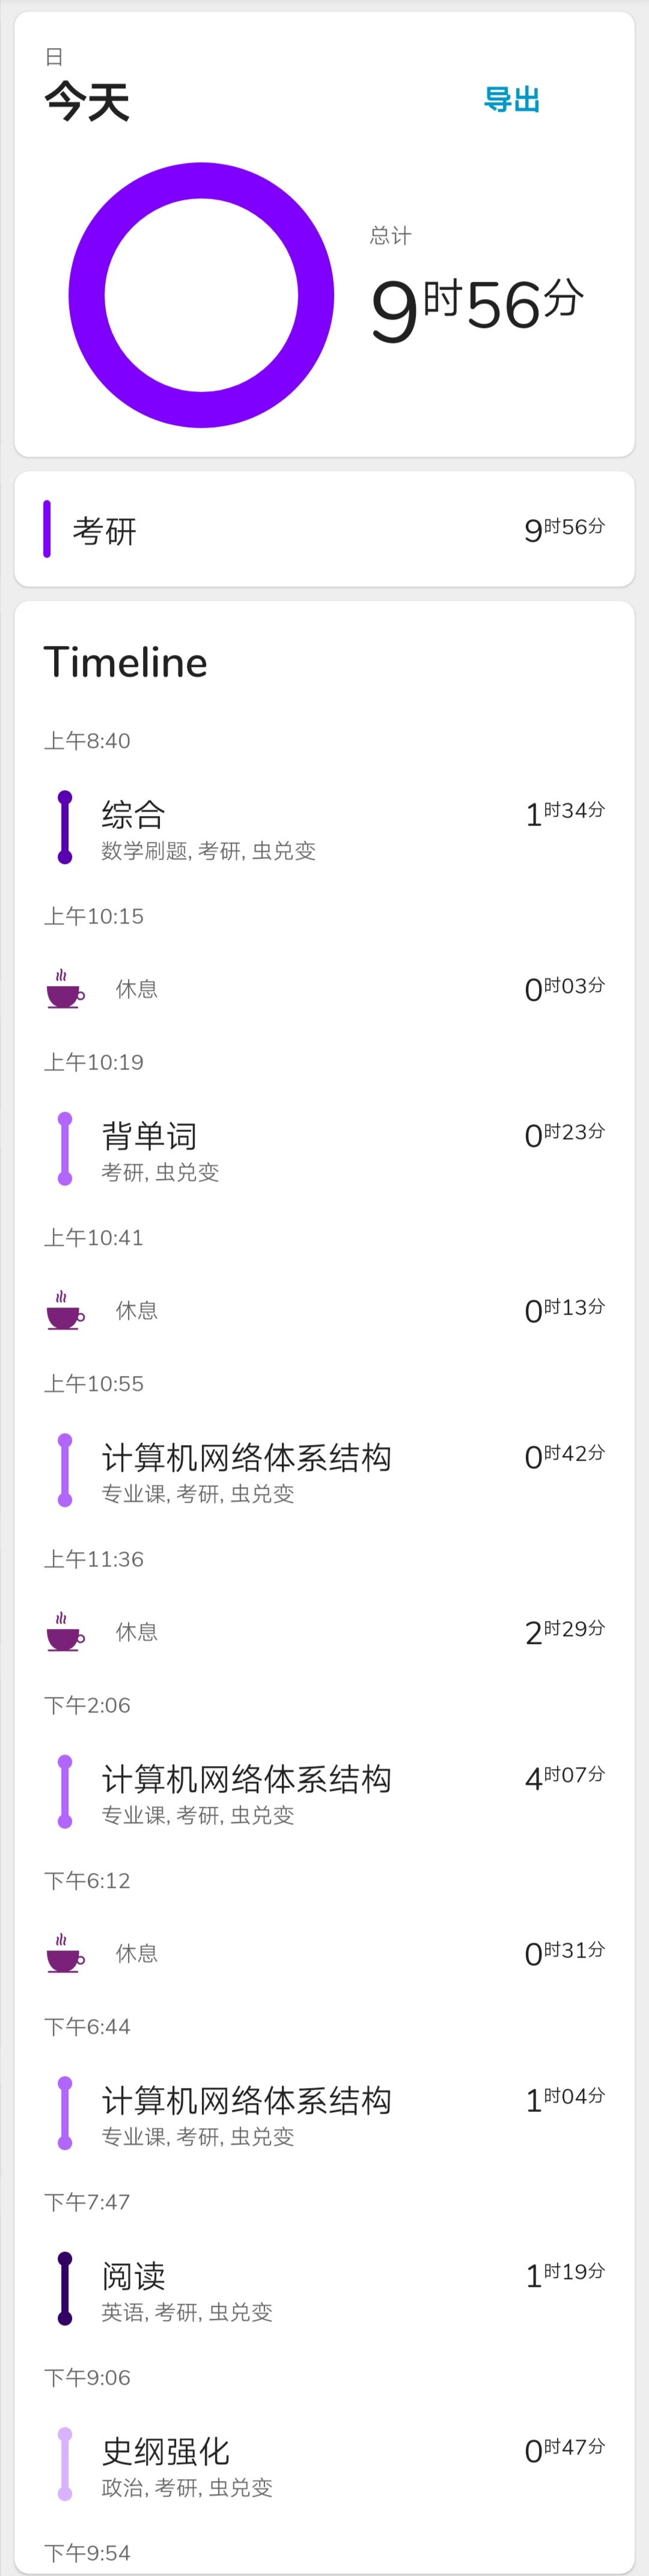 日
今天
导出
总计
9时56分
考研 9时56分
Timeline
上午8:40
综合 1时34分
数学刷题, 考研, 虫兑变
上午10:15
休息 0时03分
上午10:19
背单词 0时23分
考研, 虫兑变
上午10:41
休息 0时13分
上午10:55
计算机网络体系结构 0时42分
专业课, 考研, 虫兑变
上午11:36
休息 2时29分
下午2:06
计算机网络体系结构 4时07分
专业课, 考研, 虫兑变
下午6:12
休息 0时31分
下午6:44
计算机网络体系结构 1时04分
专业课, 考研, 虫兑变
下午7:47
阅读 1时19分
英语, 考研, 虫兑变
下午9:06
史纲强化 0时47分
政治, 考研, 虫兑变
下午9:54